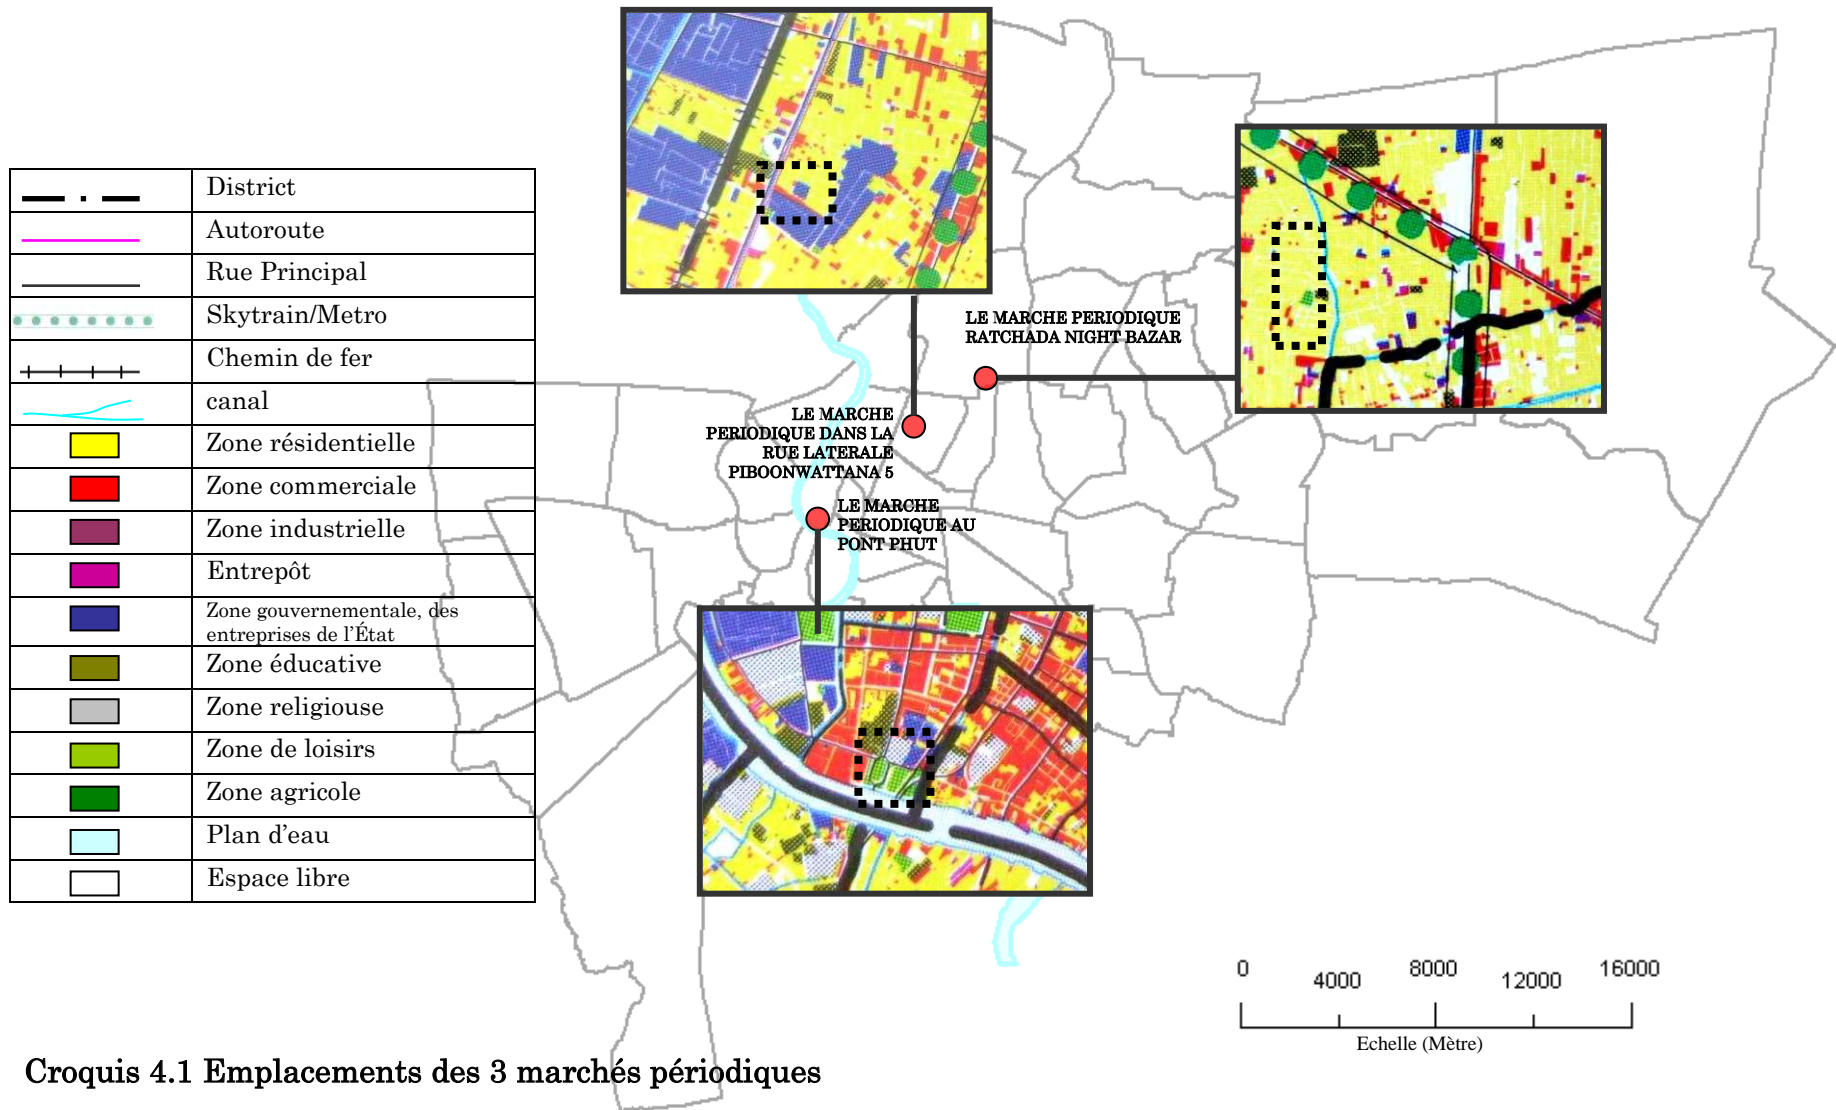 District
Autoroute
Rue Principal
Skytrain/Metro
Chemin de fer
canal
Zone résidentielle
Zone commerciale
Zone industrielle
Entrepôt
Zone gouvernementale, des
entreprises de l'État
Zone éducative
Zone religiouse
Zone de loisirs
Zone agricole
Plan d'eau
Espace libre
LE MARCHE PERIODIQUE
RATCHADA NIGHT BAZAR
LE MARCHE
PERIODIQUE DANS LA
RUE LATERALE
PIBOONWATTANA 5
LE MARCHE
PERIODIQUE AU
PONT PHUT
0 4000 8000 12000 16000
Echelle (Mètre)
Croquis 4.1 Emplacements des 3 marchés périodiques